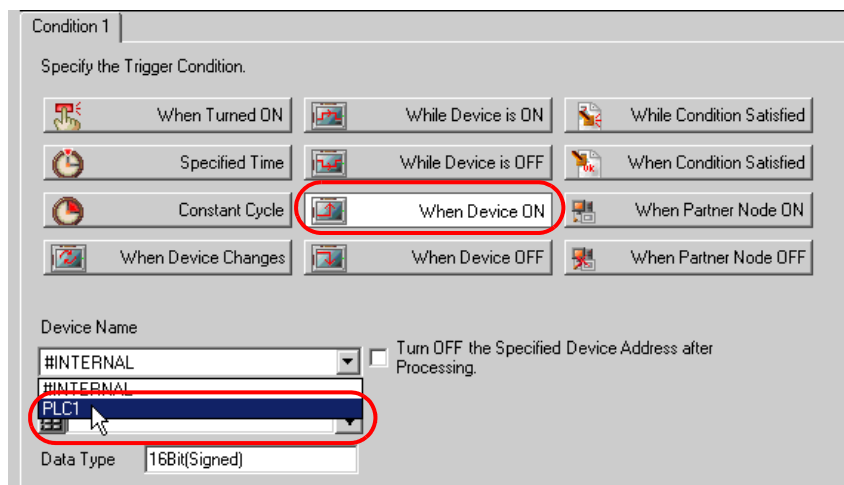 Condition 1
Specify the Trigger Condition.
When Turned ON While Device is ON While Condition Satisfied
Specified Time While Device is OFF When Condition Satisfied
Constant Cycle When Device ON When Partner Node ON
When Device Changes When Device OFF When Partner Node OFF
Device Name
#INTERNAL Turn OFF the Specified Device Address after
Processing.
#INTERNAL
PLC1
Data Type 16Bit(Signed)